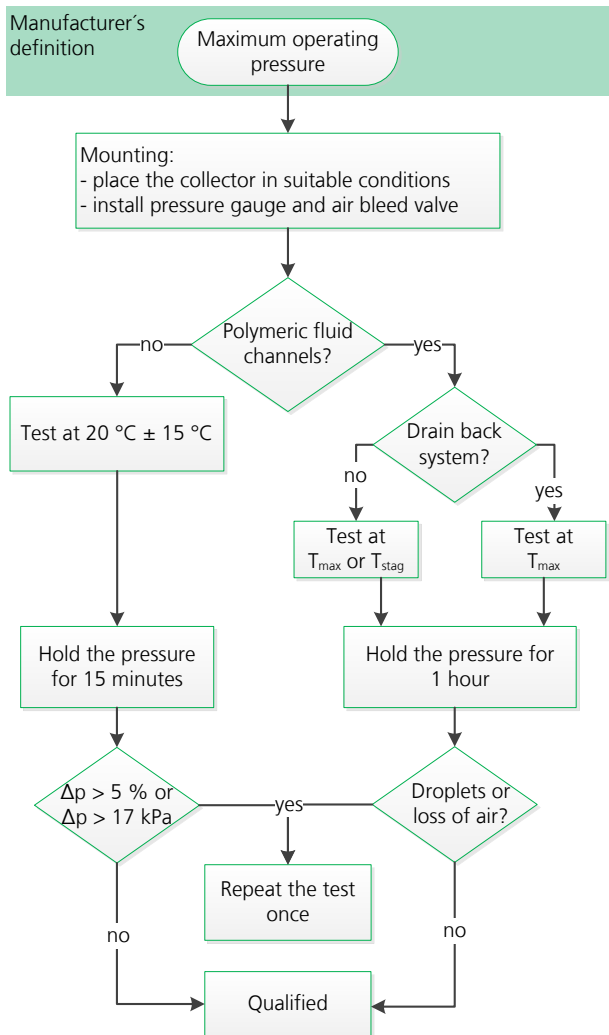 Manufacturer´s
definition
Maximum operating
pressure
Mounting:
- place the collector in suitable conditions
- install pressure gauge and air bleed valve
Polymeric fluid
channels?
no
yes
Test at 20 °C ± 15 °C
Drain back
system?
no
yes
Test at
Tmax or Tstag
Test at
Tmax
Hold the pressure
for 15 minutes
Hold the pressure for
1 hour
Δp > 5 % or
Δp > 17 kPa
yes
Droplets or
loss of air?
Repeat the test
once
no
no
Qualified